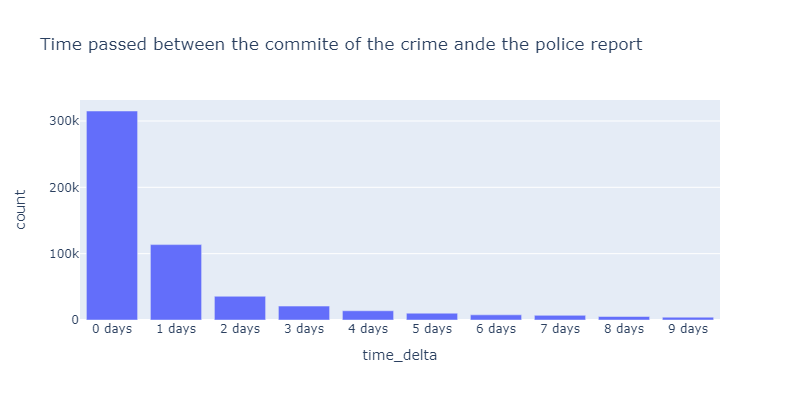 Time passed between the commite of the crime ande the police report
300k
200k
100k
0
count
0 days 1 days 2 days 3 days 4 days 5 days 6 days 7 days 8 days 9 days
time_delta